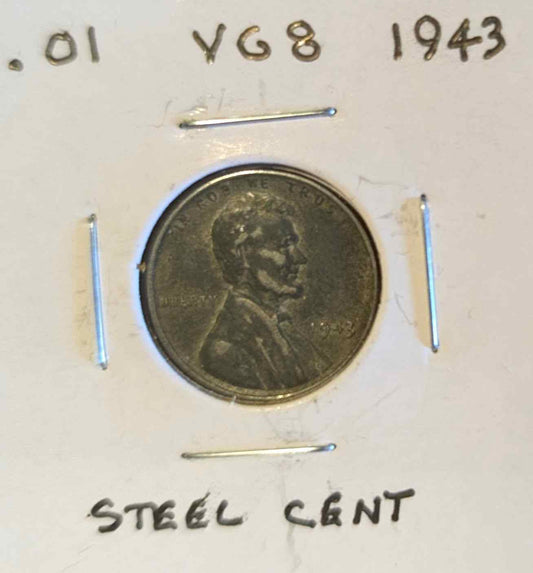 .01 VG8 1943
IN GOD WE TRUST
LIBERTY
1943
STEEL CENT